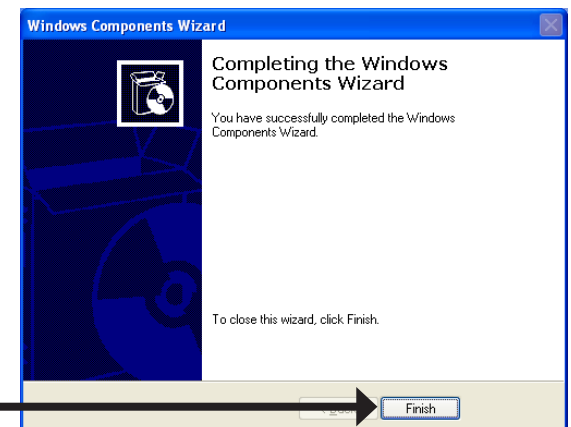 Windows Components Wizard
Completing the Windows
Components Wizard
You have successfully completed the Windows
Components Wizard.
To close this wizard, click Finish.
Finish